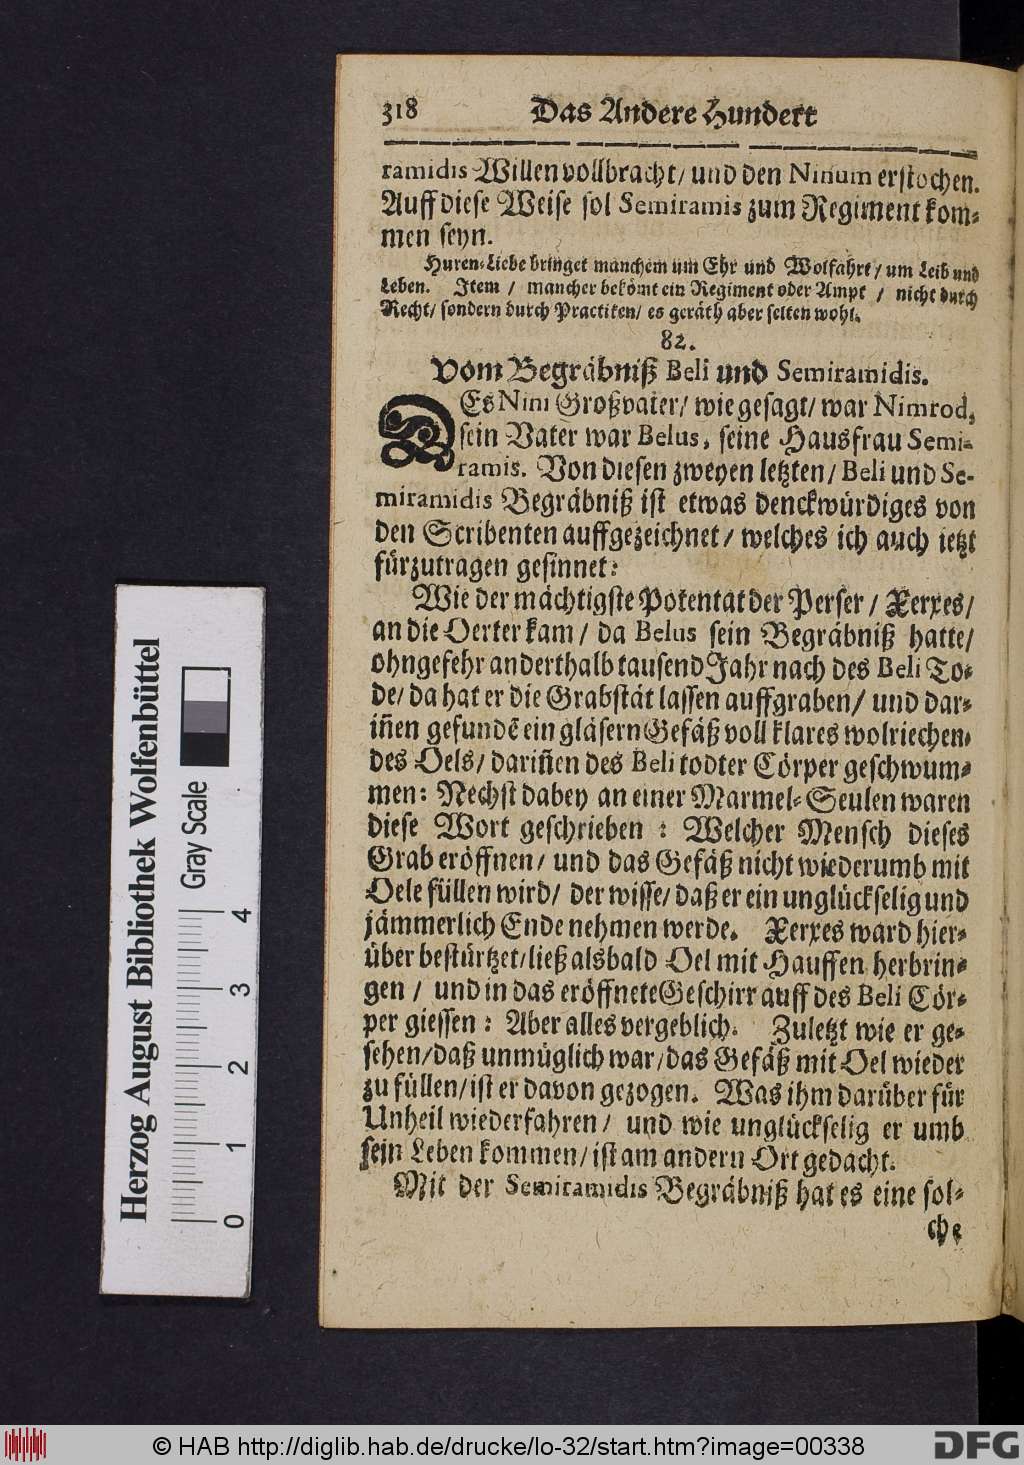 318 Das Andere Hundert
ramidis Willen vollbracht/ und den Ninum erstochen.
Auff diese Weise sol Semiramis zum Regiment kom-
men seyn.
Huren-Liebe bringet manchem um Ehr und Wolfahrt/ um Leib und
Leben. Item / mancher bekömt ein Regiment oder Ampt / nicht durch
Recht/ sondern durch Practiken/ es geräth aber selten wohl.
82.
Vom Begräbniß Beli und Semiramidis.
DEs Nini Großvater/ wie gesagt/ war Nimrod,
sein Vater war Belus, seine Hausfrau Semi-
ramis. Von diesen zweyen letzten/ Beli und Se-
miramidis Begräbniß ist etwas denckwürdiges von
den Scribenten auffgezeichnet/ welches ich auch ietzt
fürzutragen gesinnet:
Wie der mächtigste Potentat der Perser / Xerxes/
an die Oerter kam/ da Belus sein Begräbniß hatte/
ohngefehr anderthalb tausend Jahr nach des Beli To-
de/ da hat er die Grabstät lassen auffgraben/ und dar-
iñen gefundẽ ein gläsern Gefäß voll klares wolriechen-
des Oels/ dariñen des Beli todter Cörper geschwum-
men: Nechst dabey an einer Marmel-Seulen waren
diese Wort geschrieben : Welcher Mensch dieses
Grab eröffnen/ und das Gefäß nicht wiederumb mit
Oele füllen wird/ der wisse/ daß er ein unglückselig und
jämmerlich Ende nehmen werde. Xerxes ward hier-
über bestürtzet/ ließ alsbald Oel mit Hauffen herbrin-
gen / und in das eröffnete Geschirr auff des Beli Cör-
per giessen : Aber alles vergeblich. Zuletzt wie er ge-
sehen/ daß unmüglich war/ das Gefäß mit Oel wieder
zu füllen/ ist er davon gezogen. Was ihm darüber für
Unheil wiederfahren/ und wie unglückselig er umb
sein Leben kommen/ ist am andern Ort gedacht.
Mit der Semiramidis Begräbniß hat es eine sol-
che
Herzog August Bibliothek Wolfenbüttel
Gray Scale
0 1 2 3 4
© HAB http://diglib.hab.de/drucke/lo-32/start.htm?image=00338
DFG